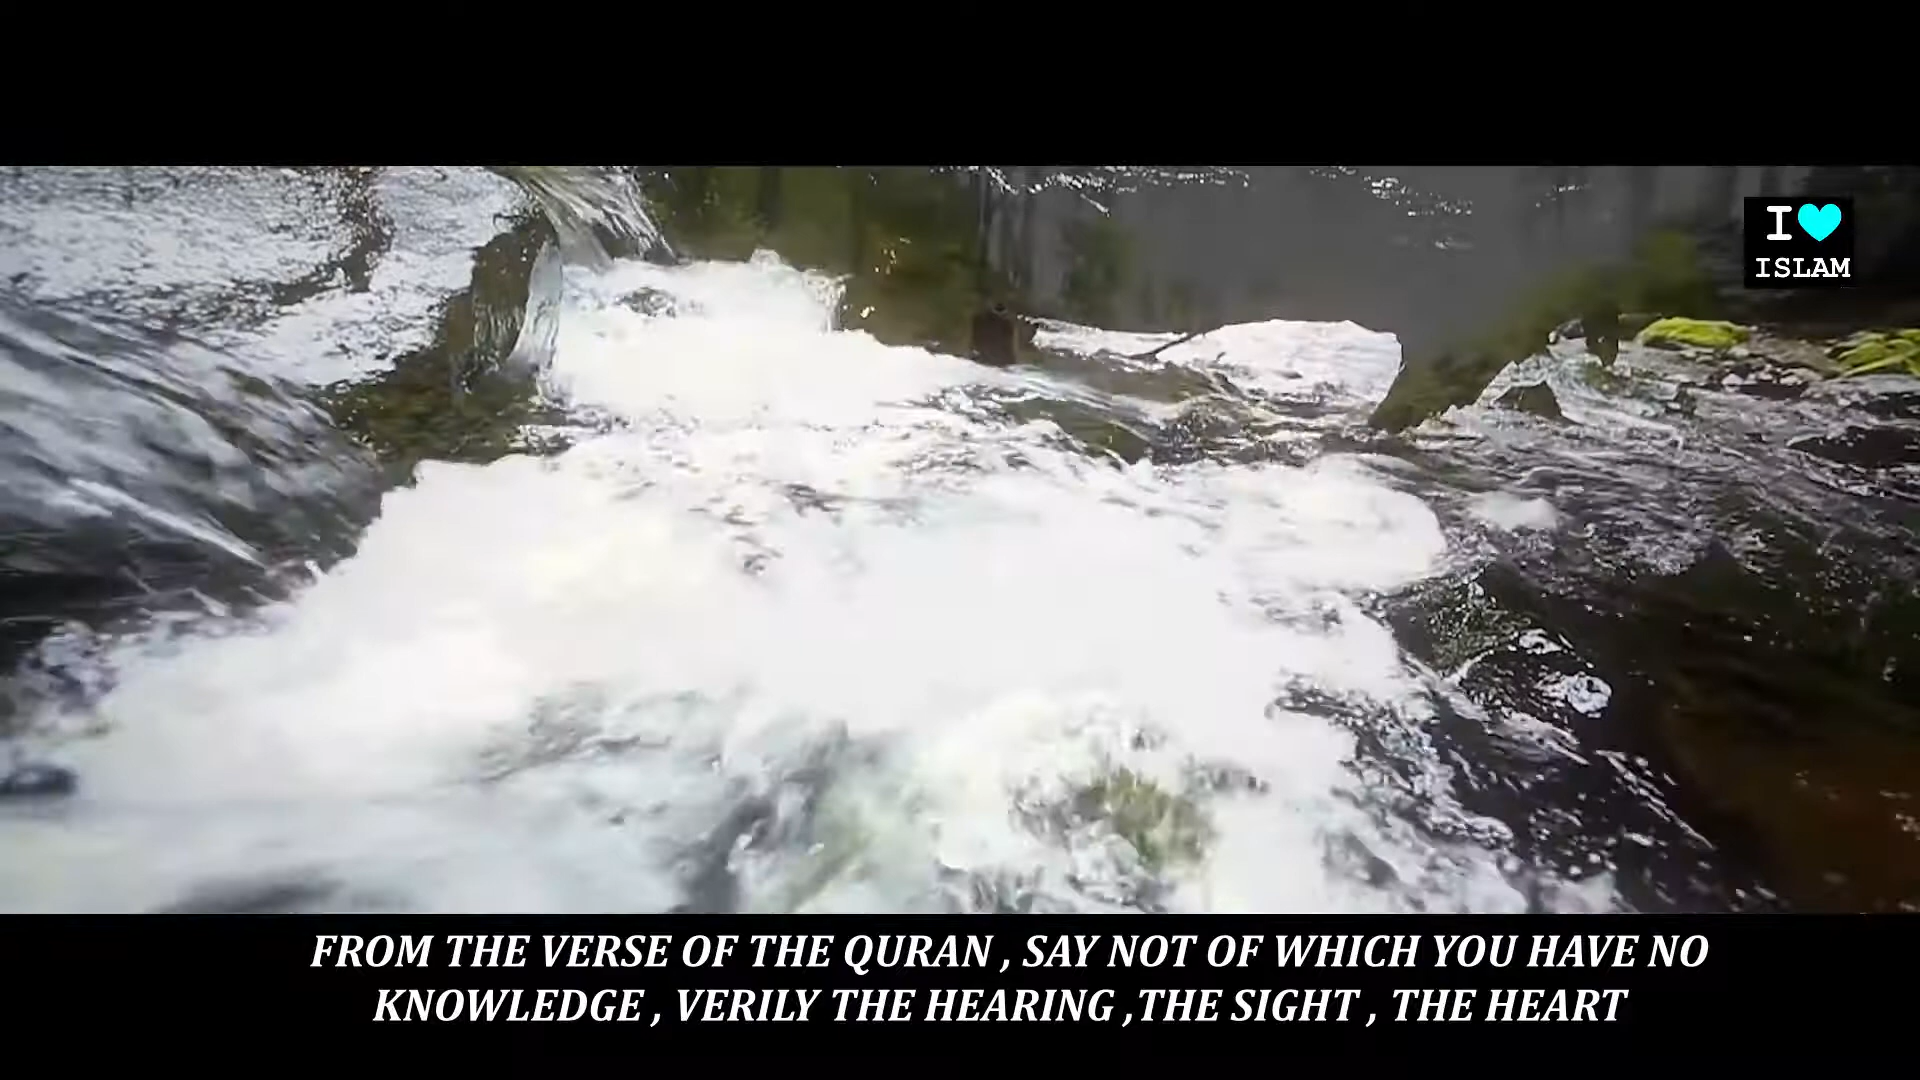 I
ISLAM
FROM THE VERSE OF THE QURAN , SAY NOT OF WHICH YOU HAVE NO
KNOWLEDGE , VERILY THE HEARING ,THE SIGHT , THE HEART